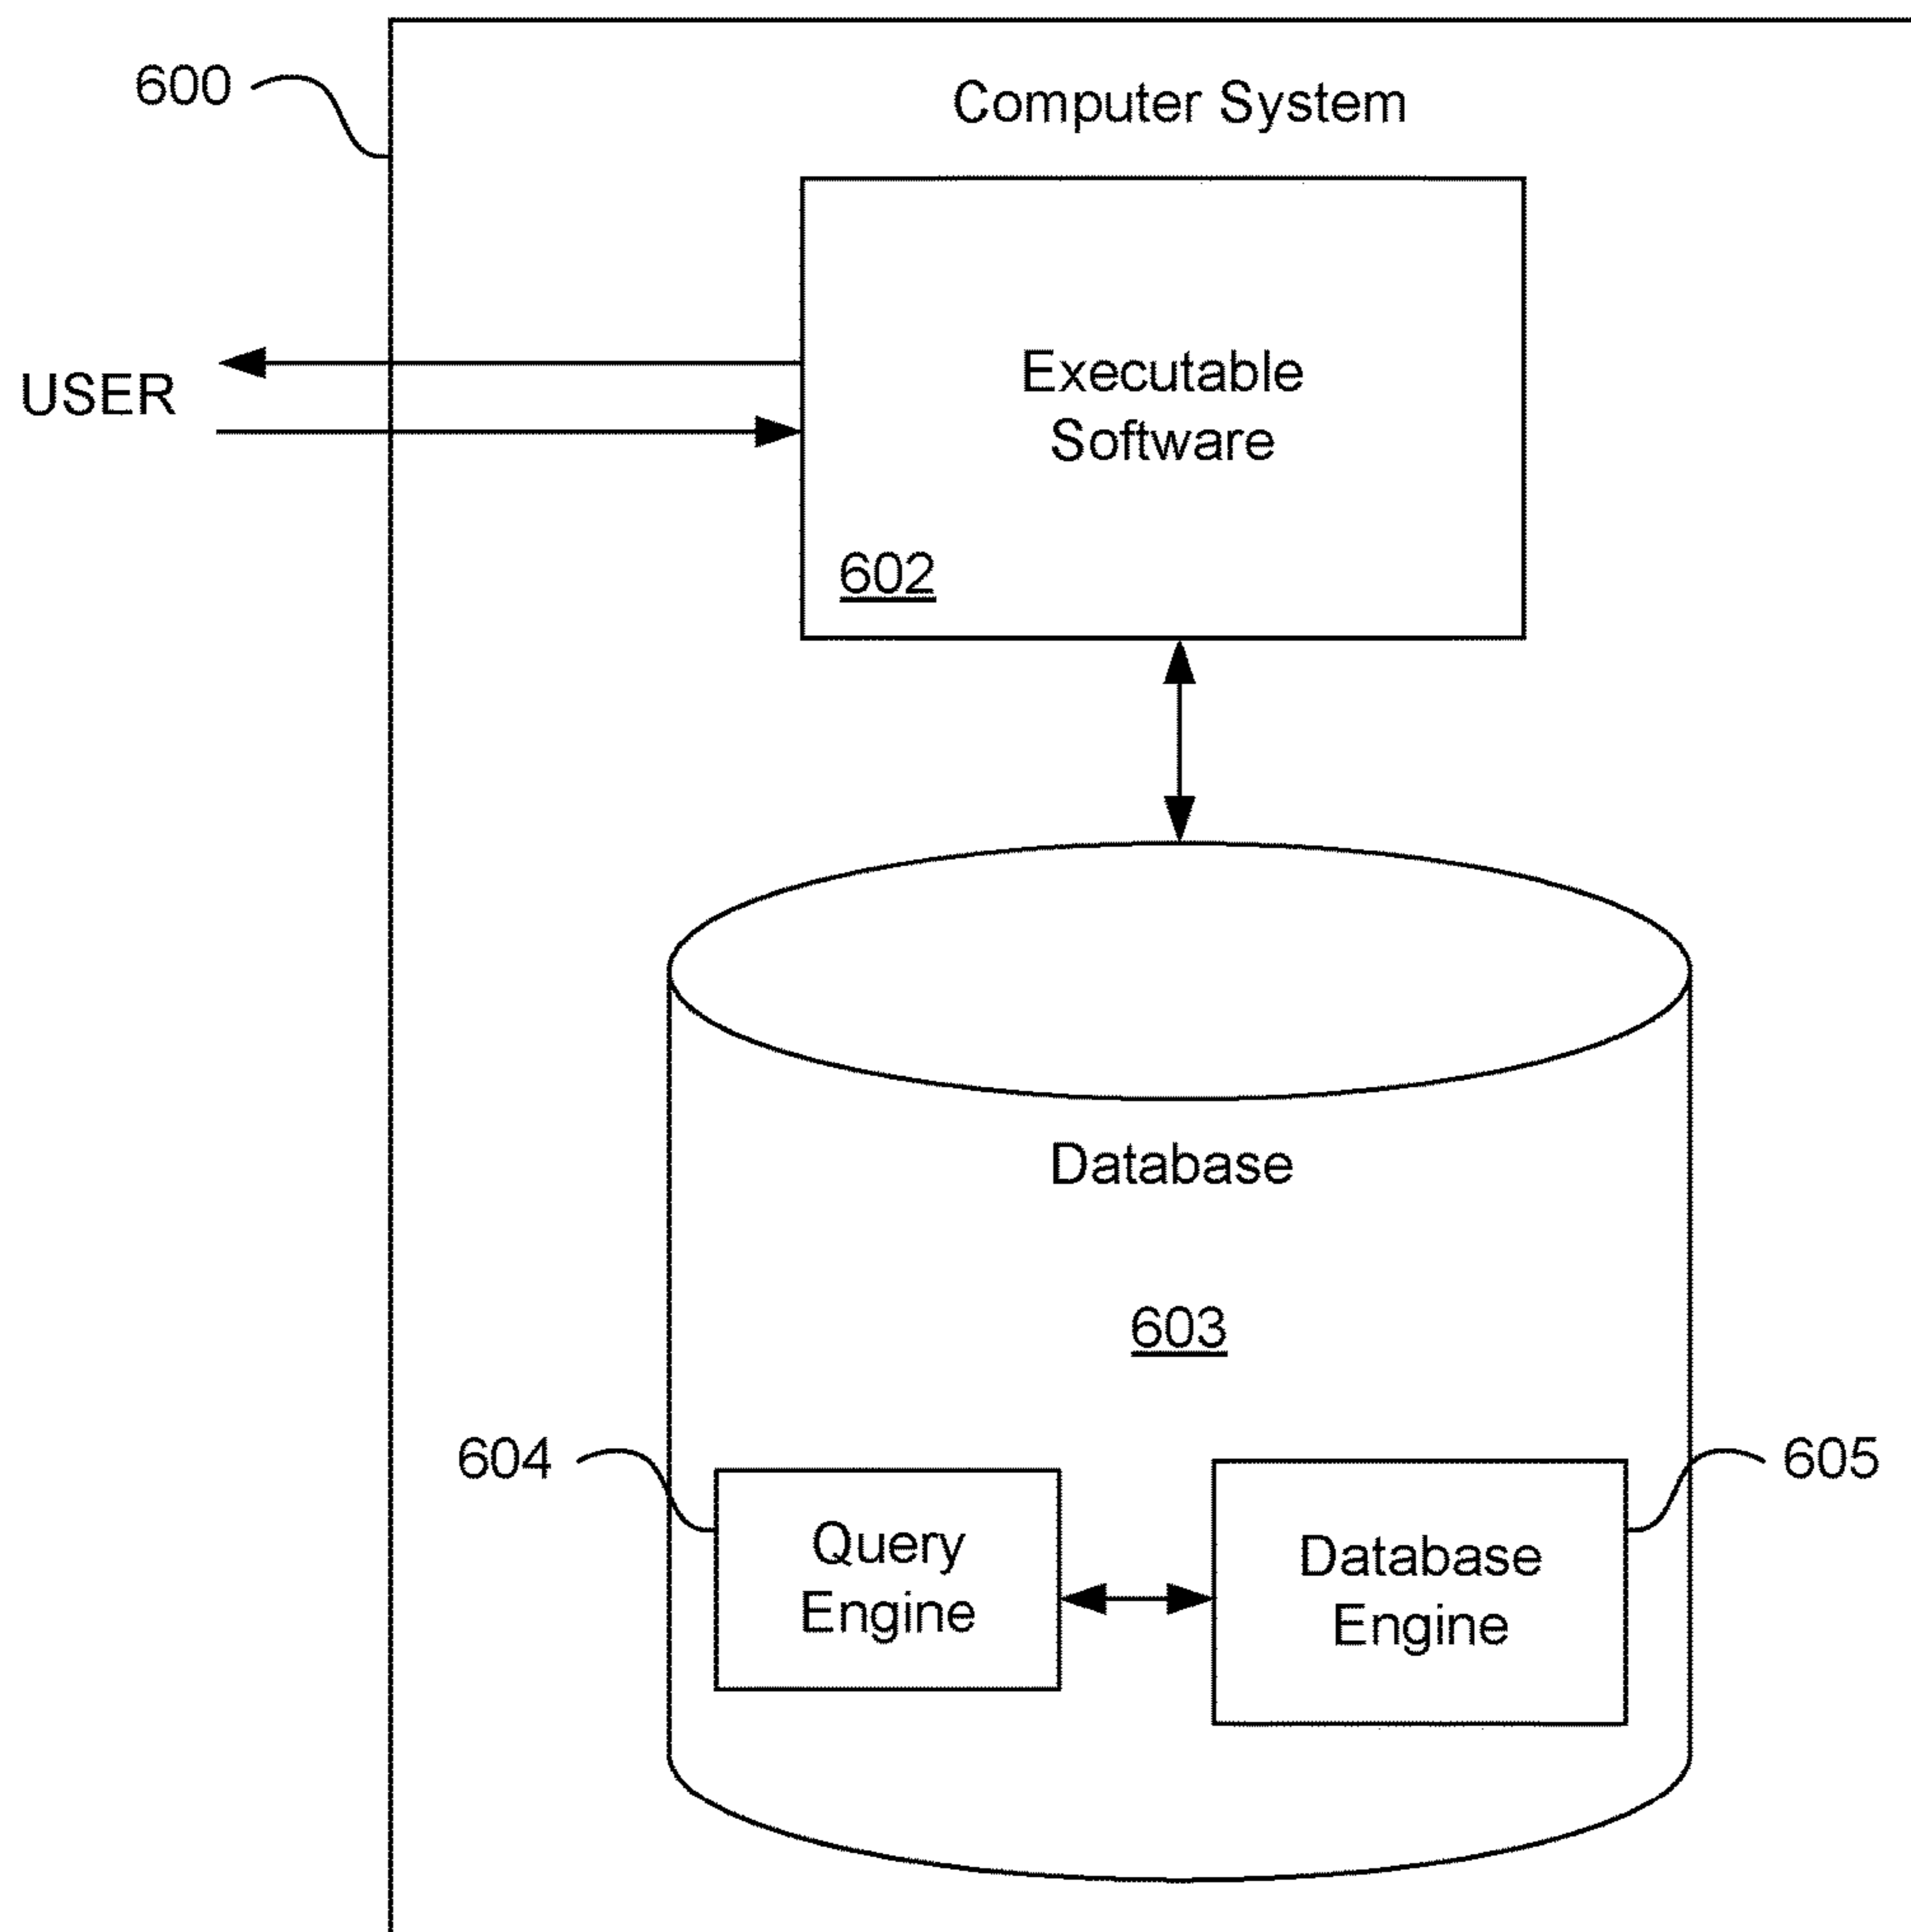 600
Computer System
USER
Executable
Software
602
Database
603
604
Query
Engine
Database
Engine
605